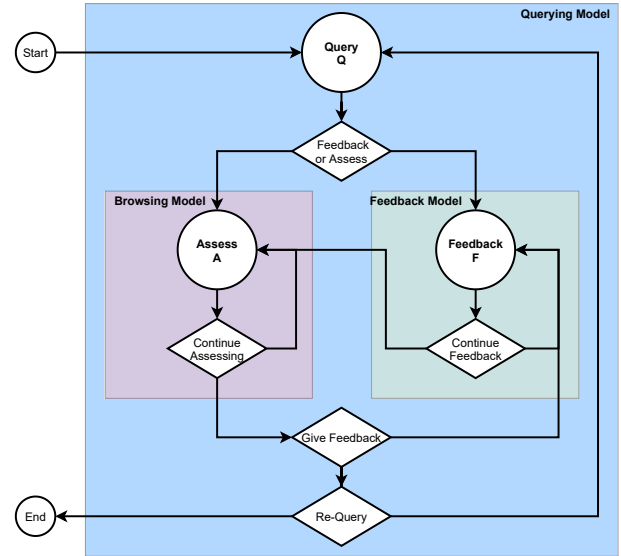 Querying Model
Start
Query
Q
Feedback
or Assess
Browsing Model
Feedback Model
Assess
A
Feedback
F
Continue
Assessing
Continue
Feedback
Give Feedback
End
Re-Query